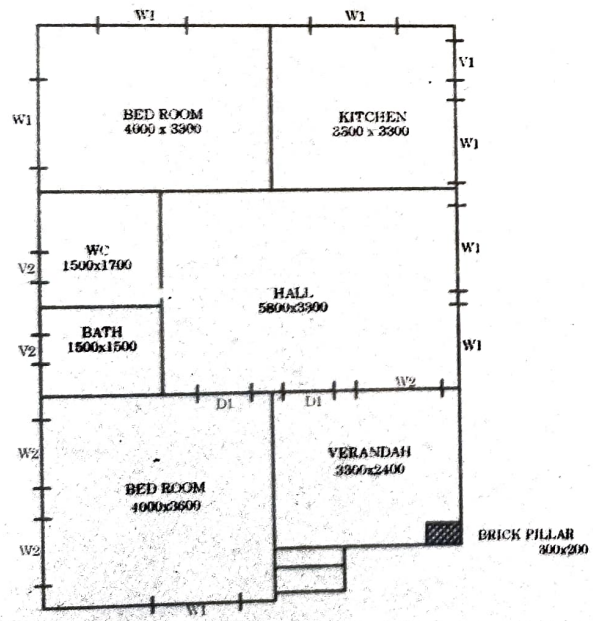 W1
W1
V1
BED ROOM
4000 x 3300
KITCHEN
3500 x 3300
W1
W1
WC
1500x1700
V2
W1
HALL
5800x3300
BATH
1500x1500
V2
W1
W2
D1
D1
W2
VERANDAH
3300x2400
BED ROOM
4000x3600
W2
BRICK PILLAR
300x200
W1